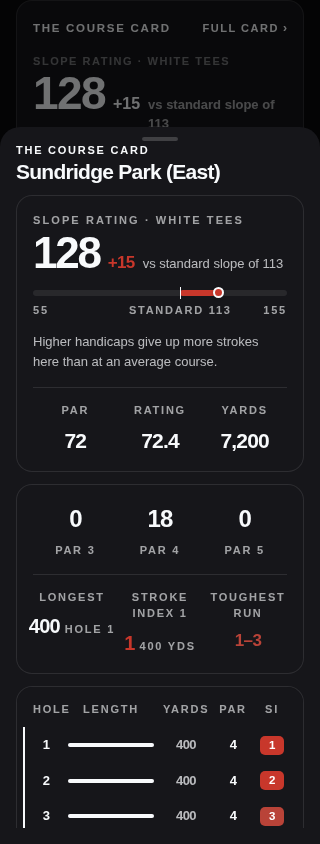 THE COURSE CARD FULL CARD ›
SLOPE RATING · WHITE TEES
128 +15 vs standard slope of
113
THE COURSE CARD
Sundridge Park (East)
SLOPE RATING · WHITE TEES
128 +15 vs standard slope of 113
55 STANDARD 113 155
Higher handicaps give up more strokes
here than at an average course.
PAR RATING YARDS
72 72.4 7,200
0 18 0
PAR 3 PAR 4 PAR 5
LONGEST STROKE TOUGHEST
INDEX 1 RUN
400 HOLE 1 1 400 YDS 1–3
HOLE LENGTH YARDS PAR SI
1 400 4 1
2 400 4 2
3 400 4 3